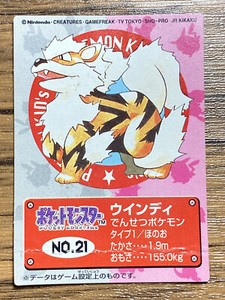 ©Nintendo・CREATURES・GAMEFREAK・TV TOKYO・SHO-PRO・JR KIKAKU
ポケットモンスター
POCKET MONSTERS
NO.21
ウインディ
でんせつポケモン
タイプ1/ほのお
たかさ…1.9m
おもさ…155.0kg
※データはゲーム設定上のものです。